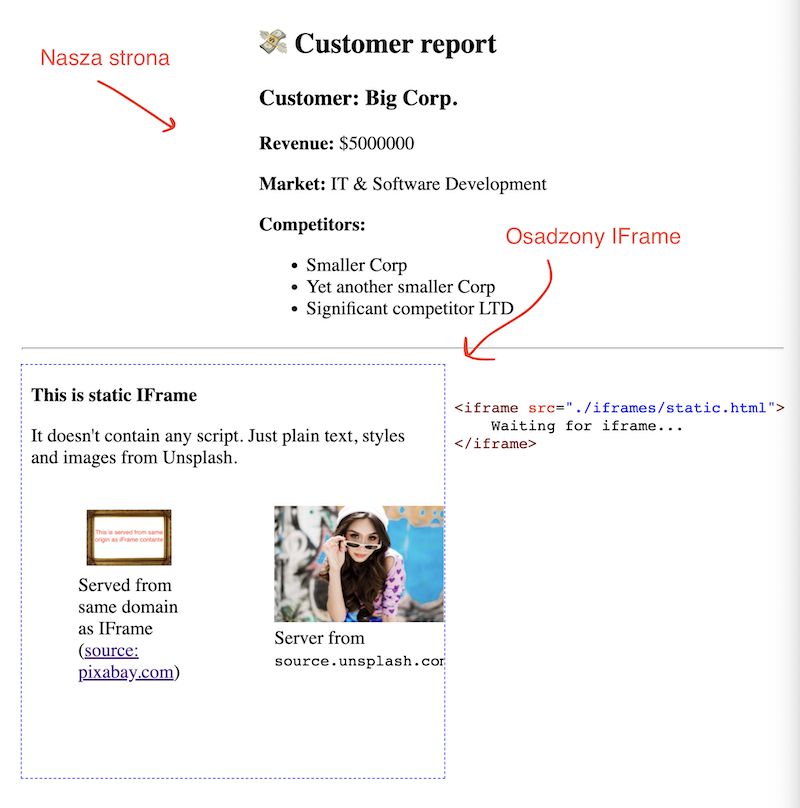 💸 Customer report
Nasza strona
Customer: Big Corp.
Revenue: $5000000
Market: IT & Software Development
Competitors:
Osadzony IFrame
• Smaller Corp
• Yet another smaller Corp
• Significant competitor LTD
This is static IFrame
It doesn't contain any script. Just plain text, styles
and images from Unsplash.
<iframe src="./iframes/static.html">
Waiting for iframe...
</iframe>
This is served from same
origin as iFrame contante
Served from
same domain
as IFrame
(source:
pixabay.com)
Server from
source.unsplash.com